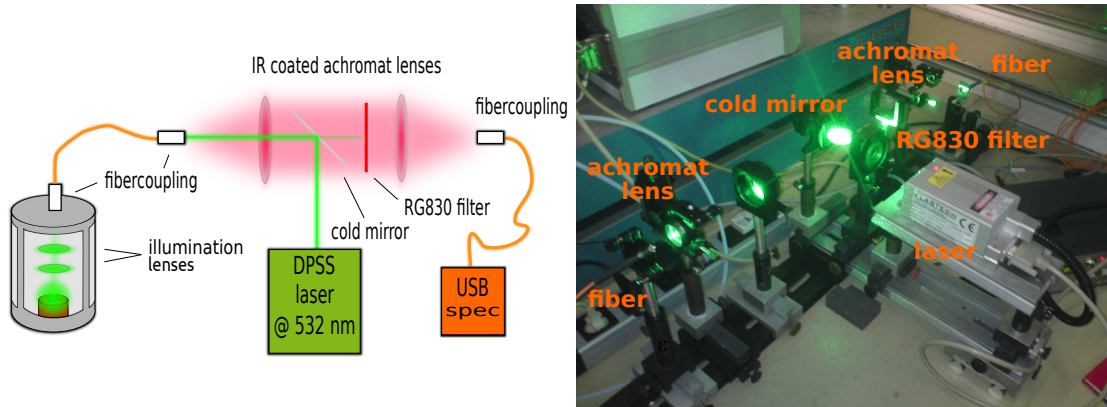 IR coated achromat lenses
fibercoupling
fibercoupling
RG830 filter
cold mirror
illumination
lenses
DPSS
laser
@ 532 nm
USB
spec
achromat
lens
fiber
cold mirror
RG830 filter
achromat
lens
laser
fiber